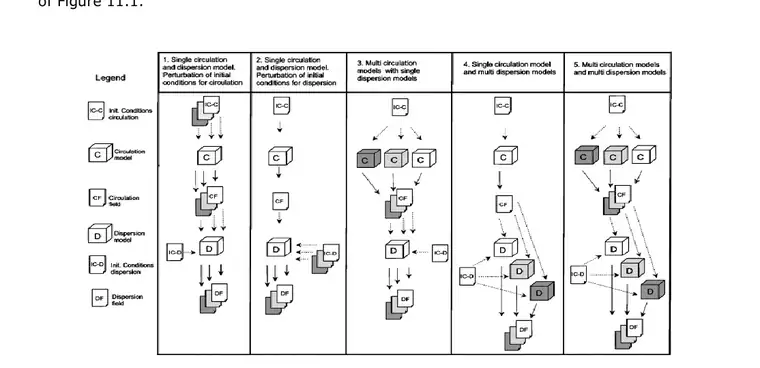 of Figure 11.1.
Legend
IC-C Init. Conditions
circulation
C Circulation
model
CF Circulation
field
D Dispersion
model
IC-D Init. Conditions
dispersion
DF Dispersion
field
1. Single circulation
and dispersion model.
Perturbation of initial
conditions for circulation
IC-C
C
CF
IC-D D
DF
2. Single circulation
and dispersion model.
Perturbation of initial
conditions for dispersion
IC-C
C
CF
D IC-D
DF
3. Multi circulation
models with single
dispersion models
IC-C
C C C
CF
D IC-D
DF
4. Single circulation model
and multi dispersion models
IC-C
C
CF
D
IC-D D
D
DF
5. Multi circulation models
and multi dispersion models
IC-C
C C C
CF
D
IC-D D
D
DF